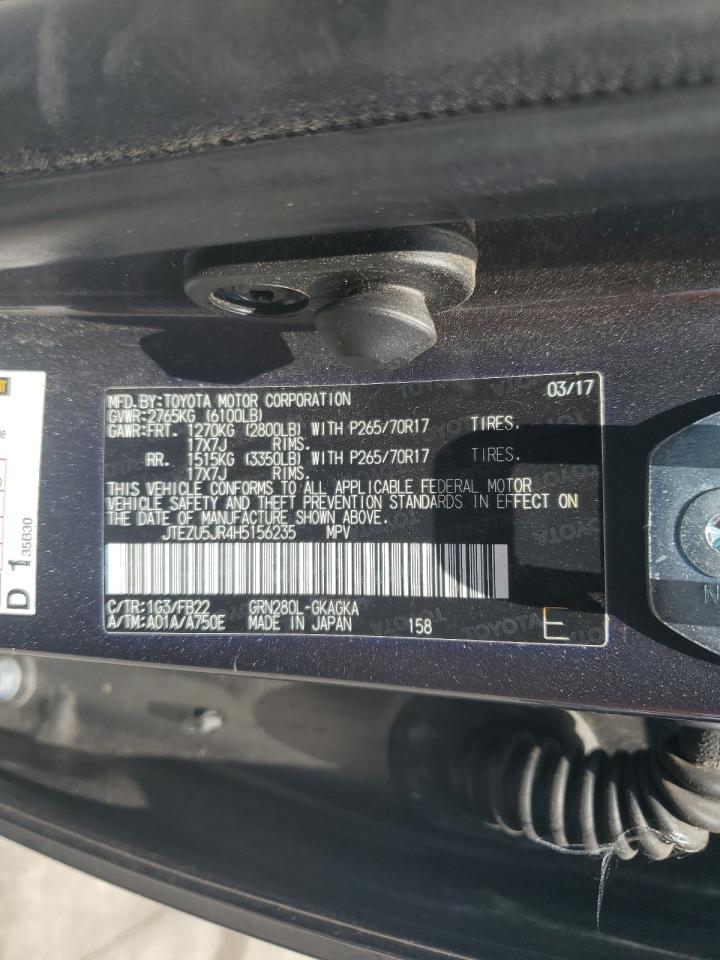 MFD.BY:TOYOTA MOTOR CORPORATION 03/17
GVWR:2765KG (6100LB)
GAWR:FRT. 1270KG (2800LB) WITH P265/70R17 TIRES.
17X7J RIMS.
RR. 1515KG (3350LB) WITH P265/70R17 TIRES.
17X7J RIMS.
THIS VEHICLE CONFORMS TO ALL APPLICABLE FEDERAL MOTOR
VEHICLE SAFETY AND THEFT PREVENTION STANDARDS IN EFFECT ON
THE DATE OF MANUFACTURE SHOWN ABOVE.
JTEZU5JR4H5156235 MPV
C/TR:1G3/FB22 GRN280L-GKAGKA
A/TM:A01A/A750E MADE IN JAPAN 158 E
D 1
35B30